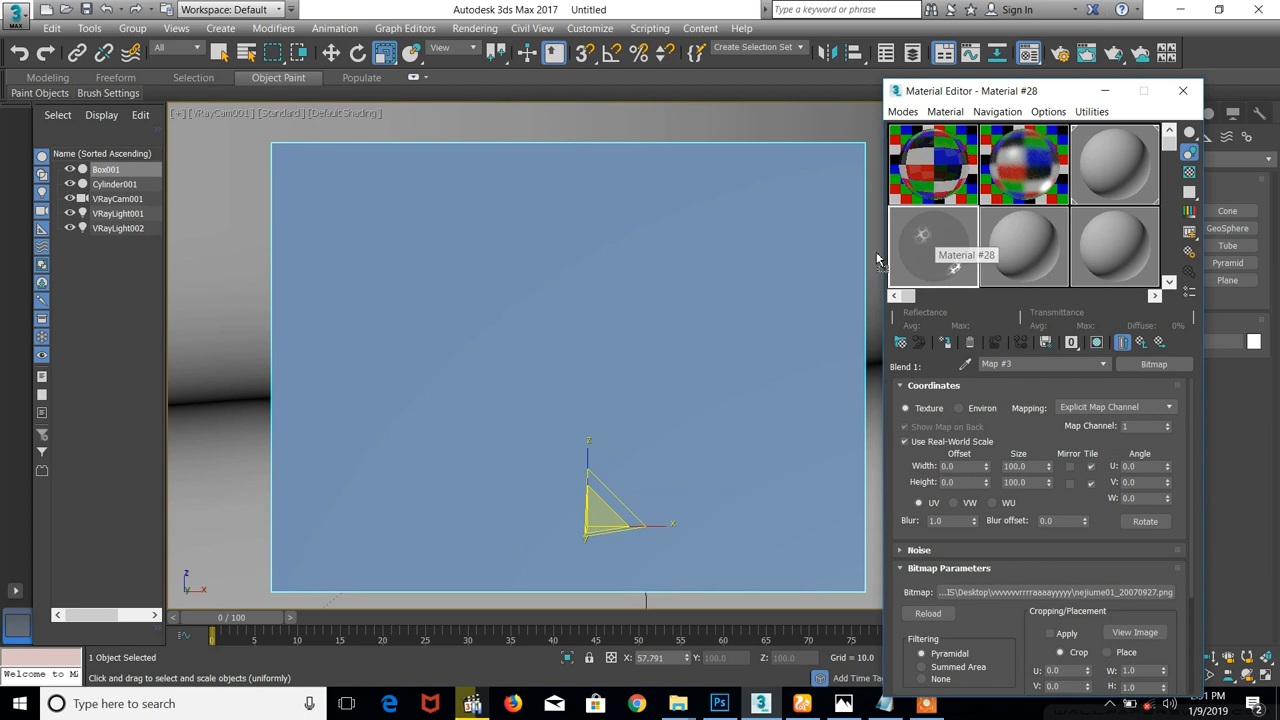 Workspace: Default
Autodesk 3ds Max 2017
Untitled
Type a keyword or phrase
Sign In
Edit
Tools
Group
Views
Create
Modifiers
Animation
Graph Editors
Rendering
Civil View
Customize
Scripting
Content
Help
All
View
Create Selection Set
Modeling
Freeform
Selection
Object Paint
Populate
Paint Objects
Brush Settings
Material Editor - Material #28
Select
Display
Edit
[+] [VRayCam001] [Standard] [Default Shading]
Modes
Material
Navigation
Options
Utilities
Name (Sorted Ascending)
Box001
Cylinder001
VRayCam001
VRayLight001
VRayLight002
Cone
GeoSphere
Tube
Pyramid
Plane
Material #28
Reflectance
Transmittance
Avg:
Max:
Avg:
Max:
Diffuse:
0%
Blend 1:
Map #3
Bitmap
Coordinates
Texture
Environ
Mapping:
Explicit Map Channel
Show Map on Back
Map Channel:
1
Use Real-World Scale
Offset
Size
Mirror
Tile
Angle
Width:
0.0
100.0
U:
0.0
Height:
0.0
100.0
V:
0.0
W:
0.0
UV
VW
WU
Blur:
1.0
Blur offset:
0.0
Rotate
Noise
Bitmap Parameters
Bitmap:
...IS\Desktop\vvvvvvrrrraaaayyyyy\nejiume01_20070927.png
Reload
Cropping/Placement
Apply
View Image
Filtering
Pyramidal
Summed Area
None
Crop
Place
U:
0.0
W:
1.0
V:
0.0
H:
1.0
z
x
y
z
x
0 / 100
0
5
10
15
20
25
30
35
40
45
50
55
60
65
70
75
1 Object Selected
X:
57.791
Y:
100.0
Z:
100.0
Grid = 10.0
Welcome to M
Click and drag to select and scale objects (uniformly)
Add Time Tag
Type here to search
1/9/2019
2